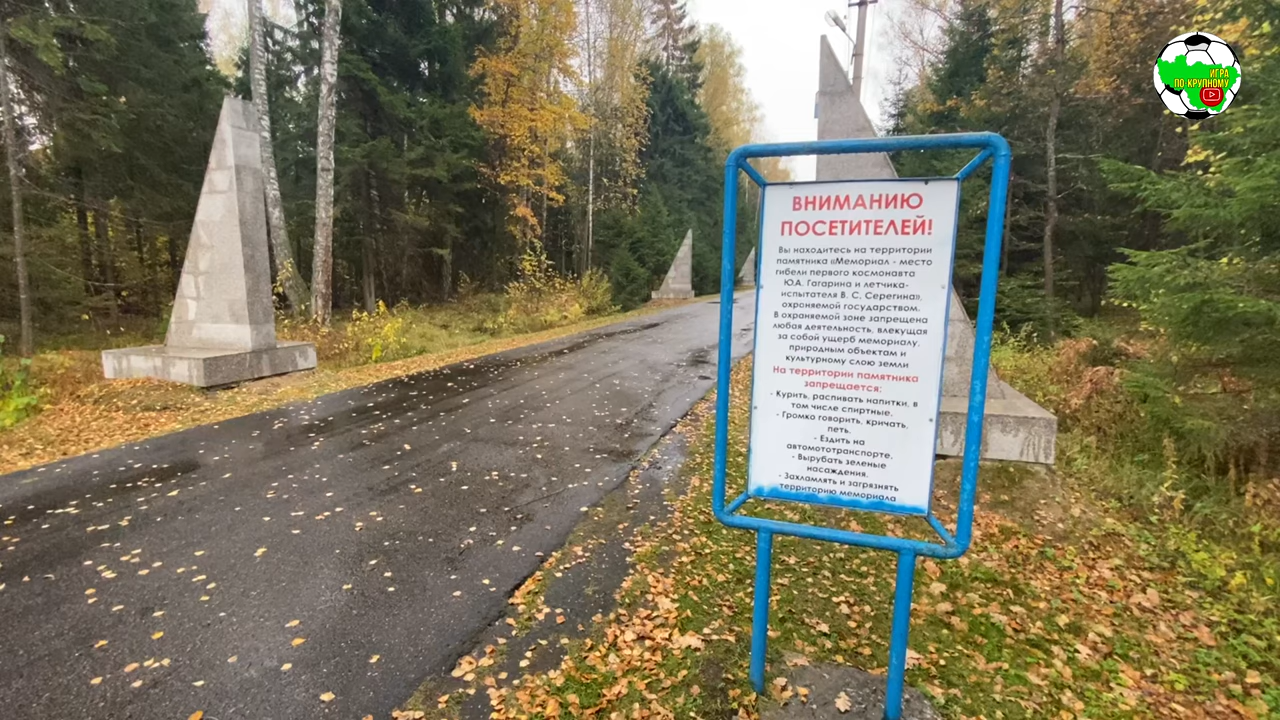 ИГРА
ПО КРУПНОМУ
ВНИМАНИЮ
ПОСЕТИТЕЛЕЙ!
Вы находитесь на территории
памятника «Мемориал - место
гибели первого космонавта
Ю.А. Гагарина и летчика-
испытателя В. С. Серегина»,
охроняемой государством.
В охраняемой зоне запрещена
любая деятельность, влекущая
за собой ущерб мемориалу,
природным объектам и
культурному слою земли
На территории памятника
запрещается:
- Курить, распивать напитки, в
том числе спиртные.
- Громко говорить, кричать,
петь.
- Ездить на
автомототранспорте.
- Вырубать зеленые
насаждения.
- Захламлять и загрязнять
территорию мемориала